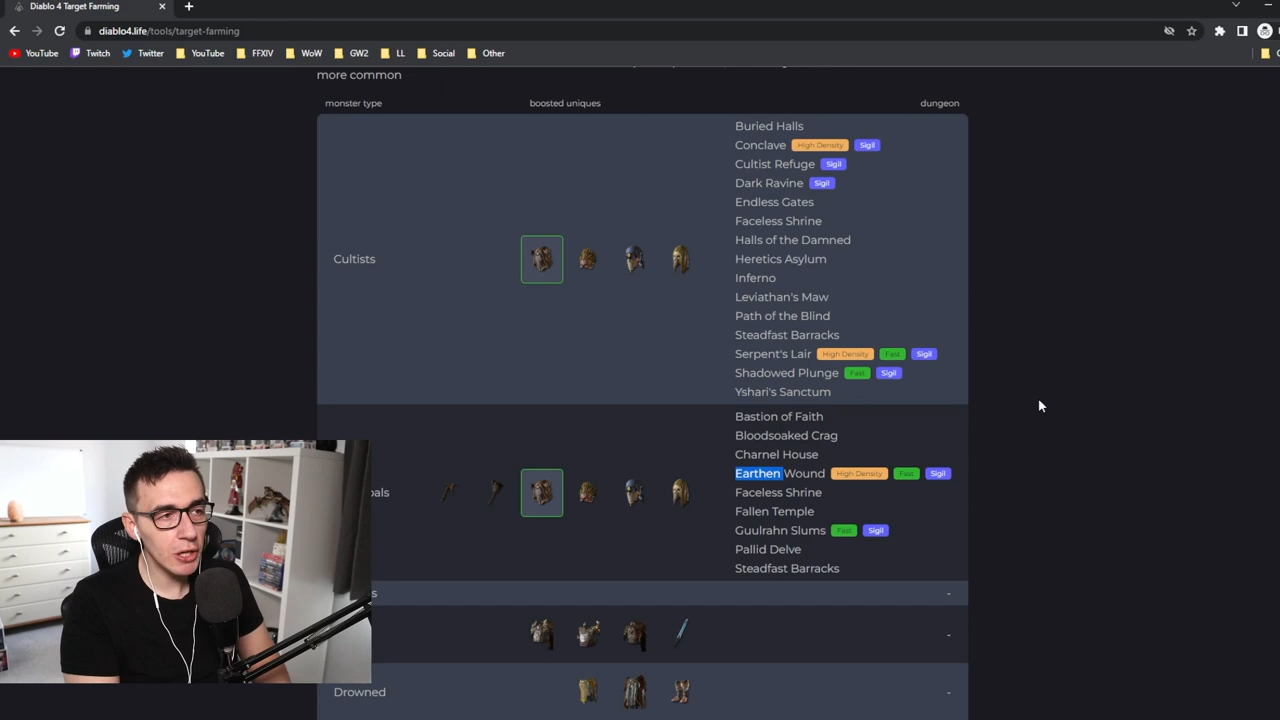 Diablo 4 Target Farming
diablo4.life/tools/target-farming
YouTube Twitch Twitter YouTube FFXIV WoW GW2 LL Social Other
more common
monster type boosted uniques dungeon
Buried Halls
Conclave High Density Sigil
Cultist Refuge Sigil
Dark Ravine Sigil
Endless Gates
Faceless Shrine
Halls of the Damned
Cultists Heretics Asylum
Inferno
Leviathan's Maw
Path of the Blind
Steadfast Barracks
Serpent's Lair High Density Fast Sigil
Shadowed Plunge Fast Sigil
Yshari's Sanctum
Bastion of Faith
Bloodsoaked Crag
Charnel House
Earthen Wound High Density Fast Sigil
Faceless Shrine
Fallen Temple
Guulrahn Slums Fast Sigil
Pallid Delve
Steadfast Barracks
-
-
Drowned -